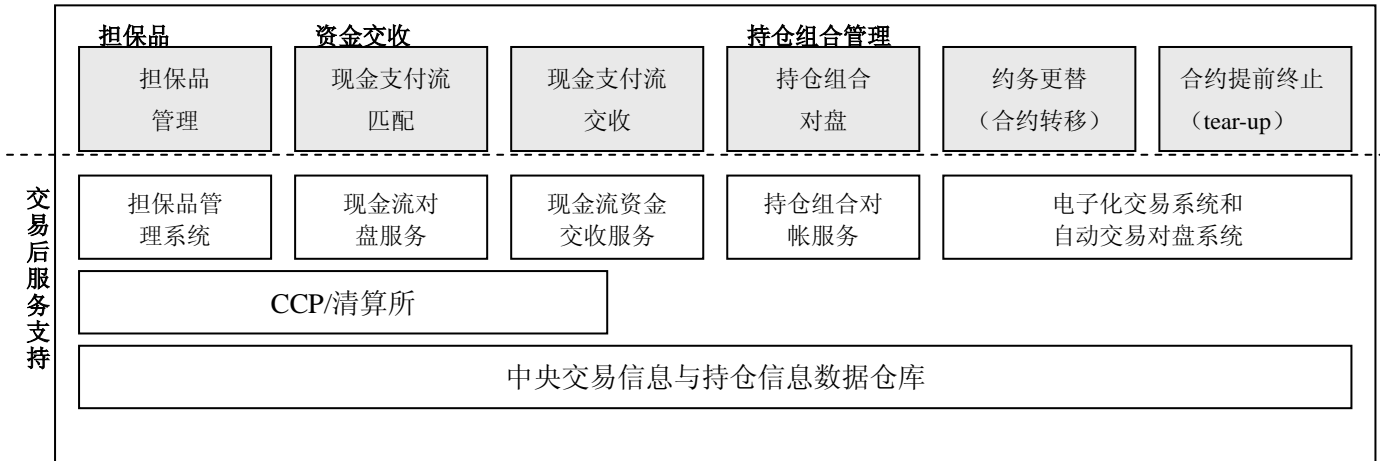 担保品 资金交收 持仓组合管理
担保品 现金支付流 现金支付流 持仓组合 约务更替 合约提前终止
管理 匹配 交收 对盘 （合约转移） （tear-up）
交易后服务支持
担保品管 现金流对 现金流资金 持仓组合对 电子化交易系统和
理系统 盘服务 交收服务 帐服务 自动交易对盘系统
CCP/清算所
中央交易信息与持仓信息数据仓库